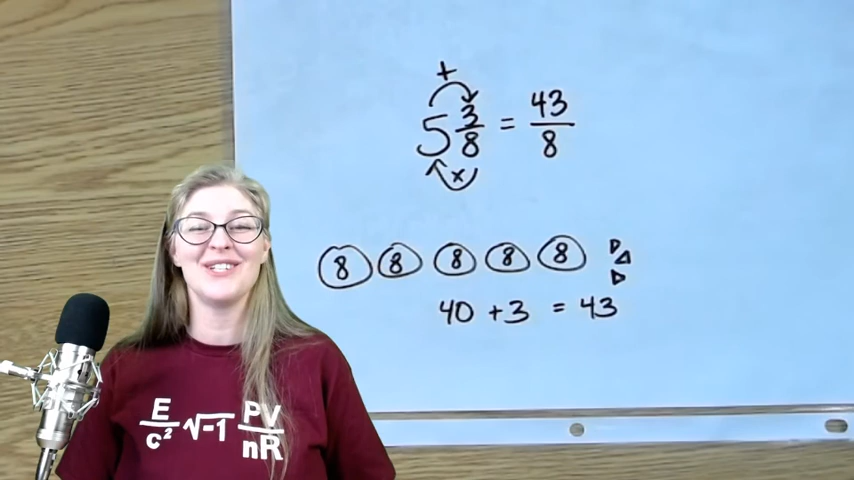 +
5 3/8 = 43/8
x
8 8 8 8 8
40 + 3 = 43
E/c² √-1 PV/nR